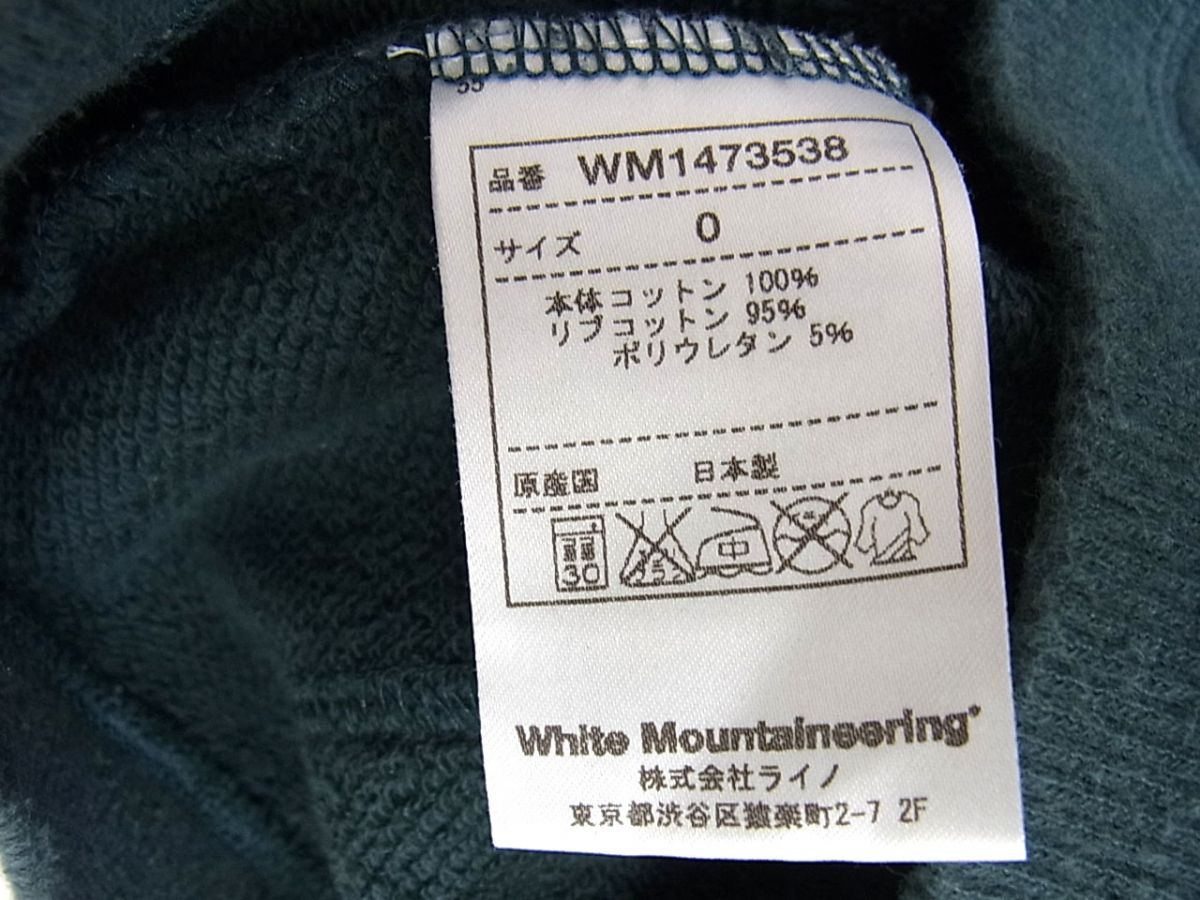 55
品番 WM1473538
サイズ 0
本体 コットン 100%
リブ コットン 95%
ポリウレタン 5%
原産国 日本製
30 中
White Mountaineering
株式会社ライノ
東京都渋谷区猿楽町2-7 2F